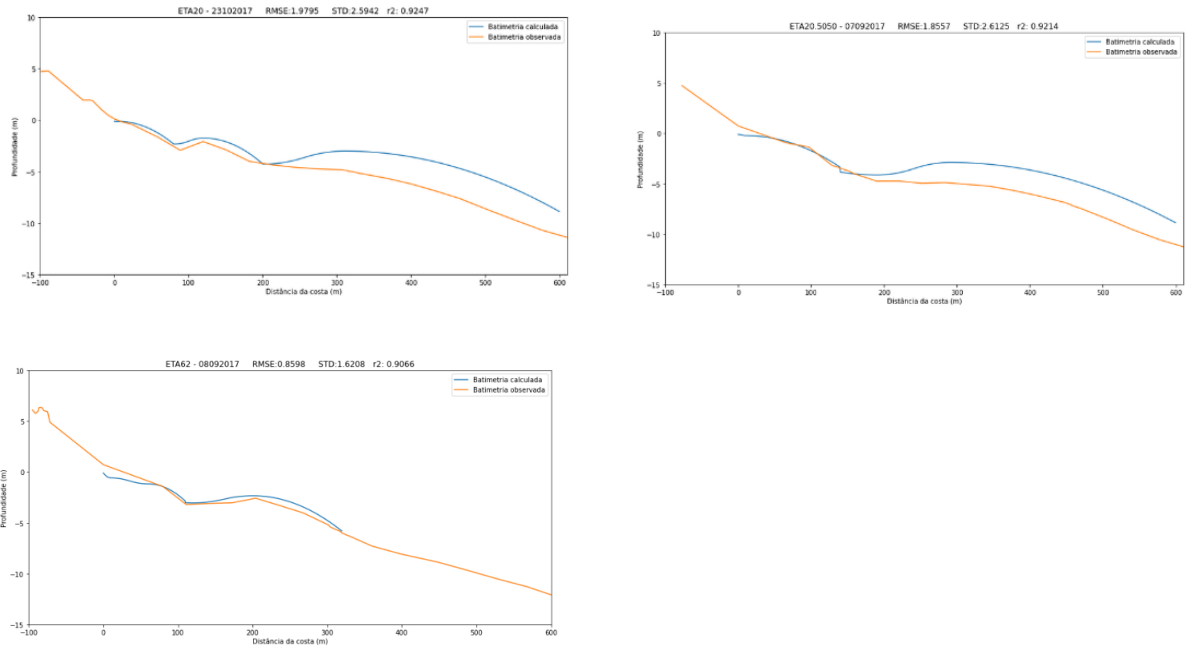 ETA20 - 23102017 RMSE:1.9795 STD:2.5942 r2: 0.9247
Batimetria calculada
Batimetria observada
10
5
0
−5
−10
−15
Profundidade (m)
−100 0 100 200 300 400 500 600
Distância da costa (m)
ETA20.5050 - 07092017 RMSE:1.8557 STD:2.6125 r2: 0.9214
Batimetria calculada
Batimetria observada
10
5
0
−5
−10
−15
Profundidade (m)
−100 0 100 200 300 400 500 600
Distância da costa (m)
ETA62 - 08092017 RMSE:0.8598 STD:1.6208 r2: 0.9066
Batimetria calculada
Batimetria observada
10
5
0
−5
−10
−15
Profundidade (m)
−100 0 100 200 300 400 500 600
Distância da costa (m)